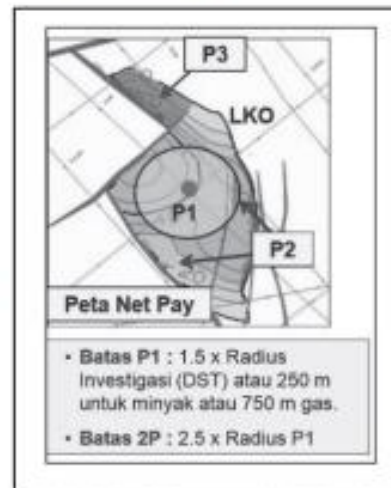 P3
LKO
P1
P2
Peta Net Pay
• Batas P1 : 1.5 x Radius
Investigasi (DST) atau 250 m
untuk minyak atau 750 m gas.
• Batas 2P : 2.5 x Radius P1